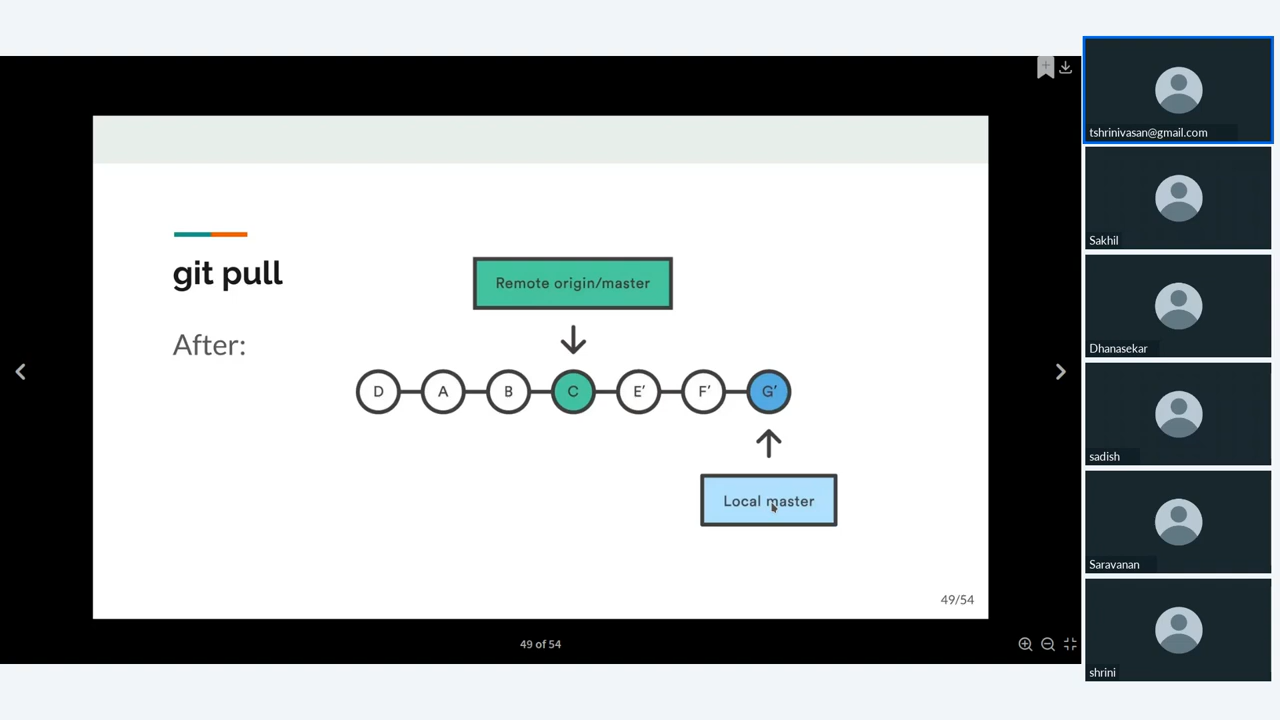 git pull
After:
Remote origin/master
D A B C E′ F′ G′
Local master
49/54
49 of 54
tshrinivasan@gmail.com
Sakhil
Dhanasekar
sadish
Saravanan
shrini